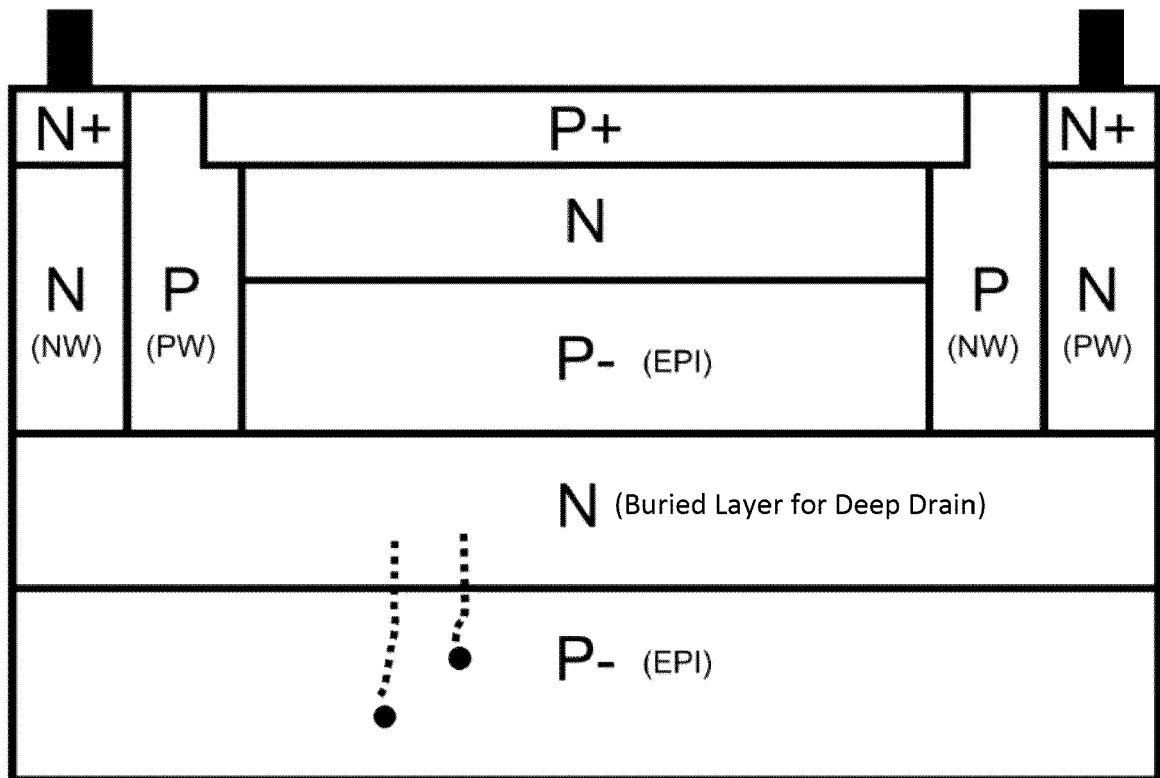 N+ P+ N+
N
N P P N
(NW) (PW) (NW) (PW)
P- (EPI)
N (Buried Layer for Deep Drain)
P- (EPI)